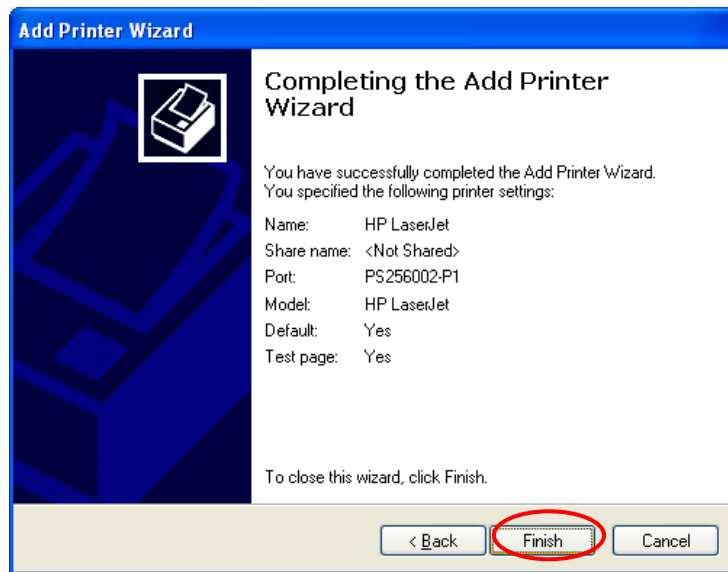 Add Printer Wizard
Completing the Add Printer
Wizard
You have successfully completed the Add Printer Wizard.
You specified the following printer settings:
Name: HP LaserJet
Share name: <Not Shared>
Port: PS256002-P1
Model: HP LaserJet
Default: Yes
Test page: Yes
To close this wizard, click Finish.
< Back Finish Cancel